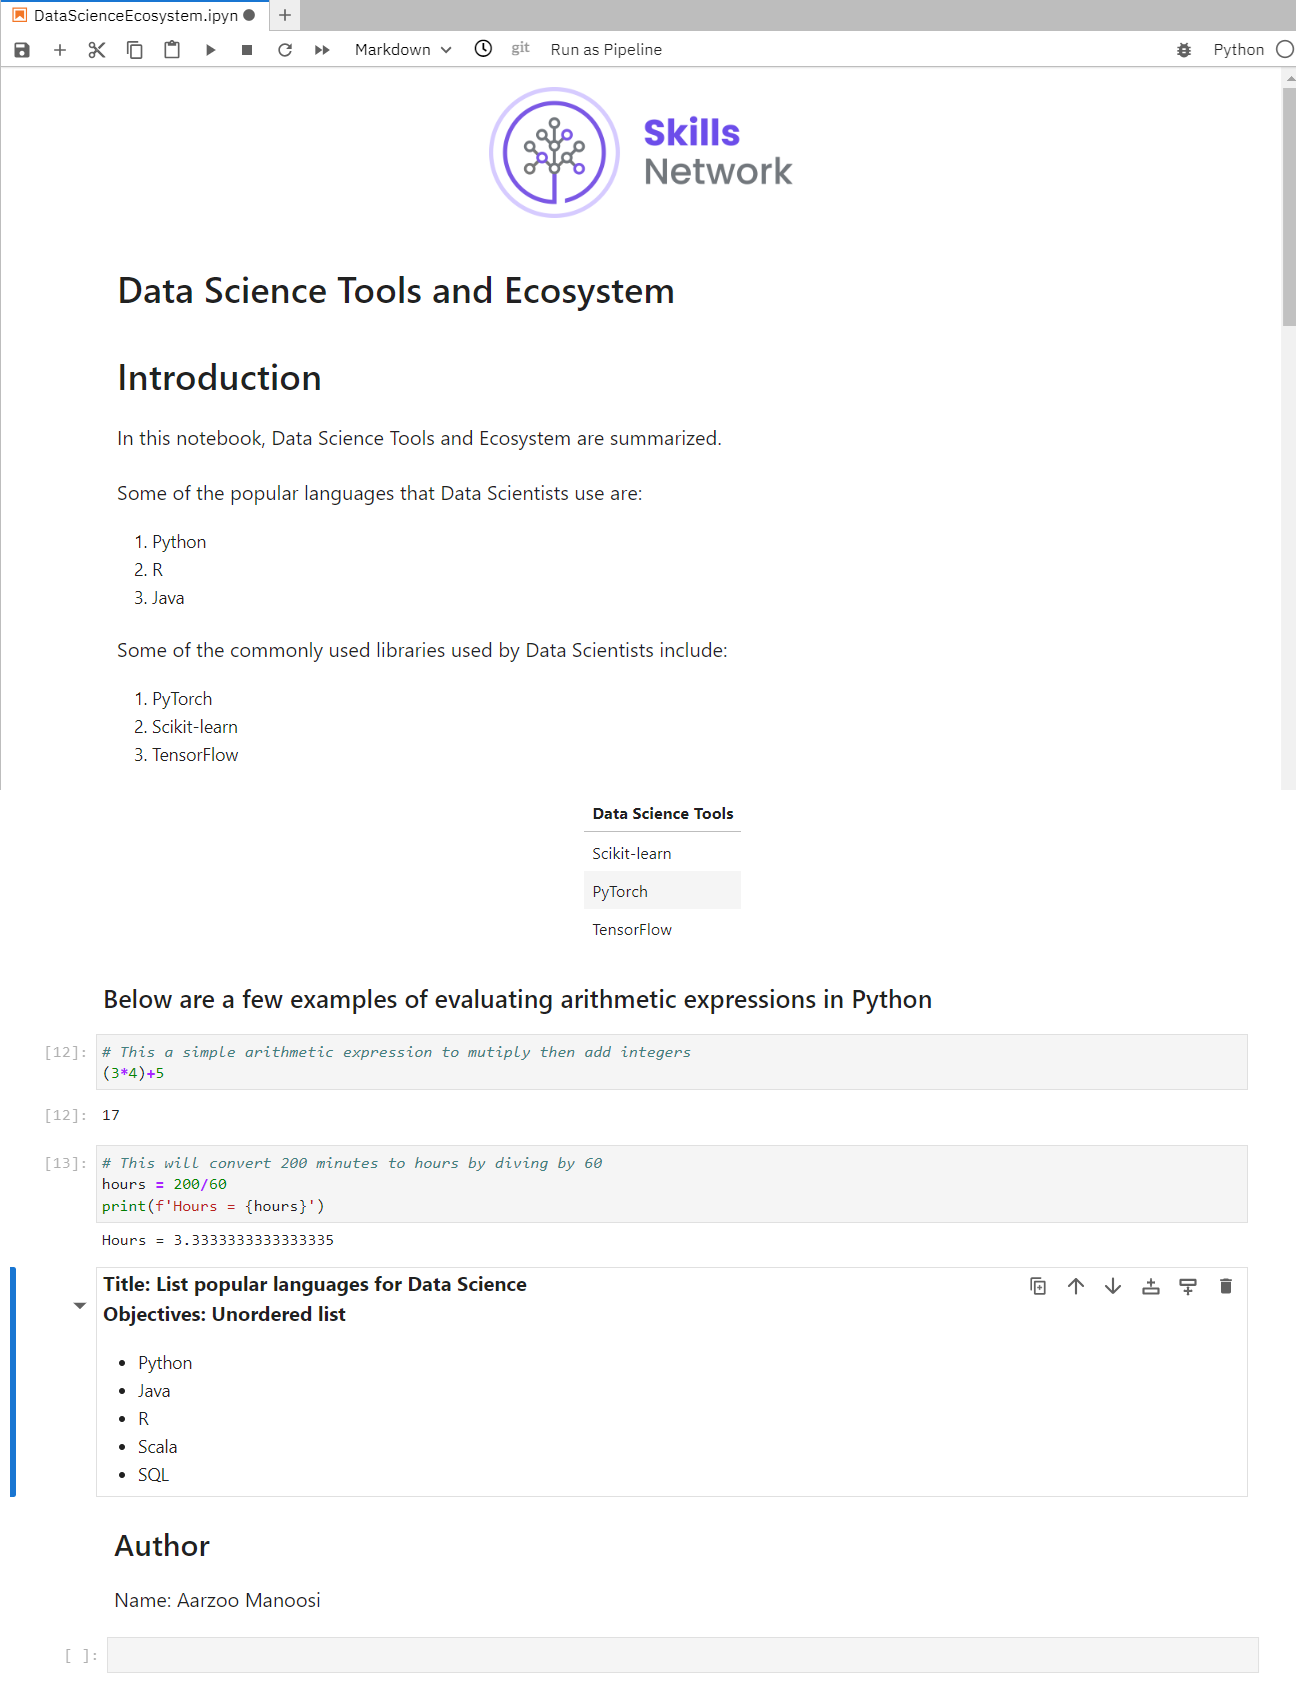 DataScienceEcosystem.ipyn
Markdown git Run as Pipeline Python
Skills
Network
Data Science Tools and Ecosystem
Introduction
In this notebook, Data Science Tools and Ecosystem are summarized.
Some of the popular languages that Data Scientists use are:
1. Python
2. R
3. Java
Some of the commonly used libraries used by Data Scientists include:
1. PyTorch
2. Scikit-learn
3. TensorFlow
Data Science Tools
Scikit-learn
PyTorch
TensorFlow
Below are a few examples of evaluating arithmetic expressions in Python
[12]: # This a simple arithmetic expression to mutiply then add integers
(3*4)+5
[12]: 17
[13]: # This will convert 200 minutes to hours by diving by 60
hours = 200/60
print(f'Hours = {hours}')
Hours = 3.3333333333333335
Title: List popular languages for Data Science
Objectives: Unordered list
• Python
• Java
• R
• Scala
• SQL
Author
Name: Aarzoo Manoosi
[ ]: